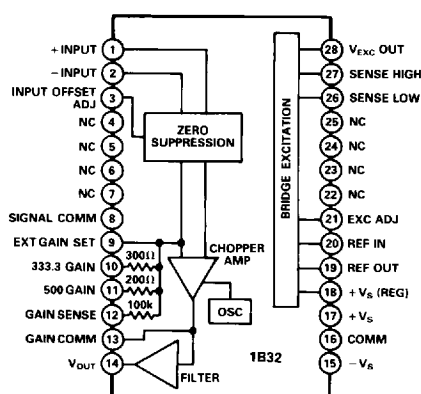 + INPUT 1
− INPUT 2
INPUT OFFSET
ADJ 3
NC 4
NC 5
NC 6
NC 7
SIGNAL COMM 8
EXT GAIN SET 9
333.3 GAIN 10
500 GAIN 11
GAIN SENSE 12
GAIN COMM 13
VOUT 14
ZERO
SUPPRESSION
300Ω
200Ω
100k
CHOPPER
AMP
OSC
FILTER
1B32
BRIDGE EXCITATION
28 VEXC OUT
27 SENSE HIGH
26 SENSE LOW
25 NC
24 NC
23 NC
22 NC
21 EXC ADJ
20 REF IN
19 REF OUT
18 + VS (REG)
17 + VS
16 COMM
15 − VS